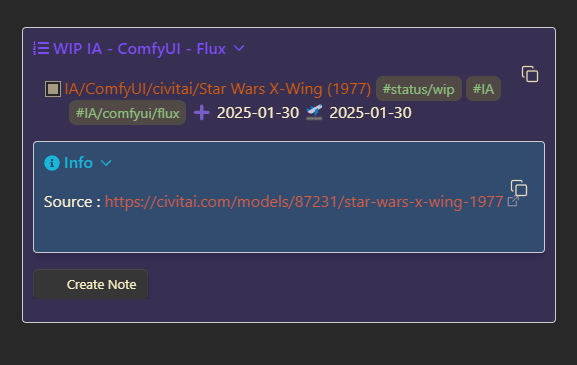 WIP IA - ComfyUI - Flux
IA/ComfyUI/civitai/Star Wars X-Wing (1977) #status/wip #IA
#IA/comfyui/flux ➕ 2025-01-30 🛫 2025-01-30
Info
Source : https://civitai.com/models/87231/star-wars-x-wing-1977
Create Note